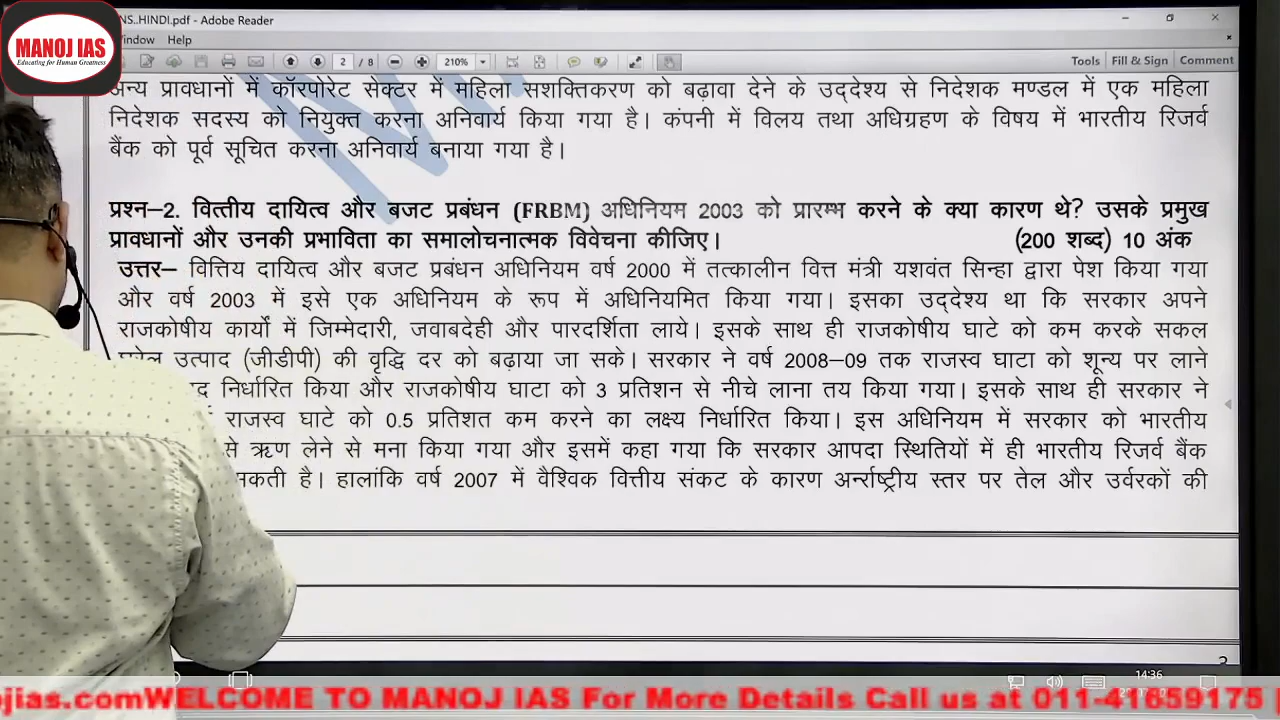 MANOJ IAS
Educating for Human Greatness
NS..HINDI.pdf - Adobe Reader
indow Help
2 / 8 210% Tools Fill & Sign Comment
अन्य प्रावधानों में कॉरपोरेट सेक्टर में महिला सशक्तिकरण को बढ़ावा देने के उद्देश्य से निदेशक मण्डल में एक महिला
निदेशक सदस्य को नियुक्त करना अनिवार्य किया गया है। कंपनी में विलय तथा अधिग्रहण के विषय में भारतीय रिजर्व
बैंक को पूर्व सूचित करना अनिवार्य बनाया गया है।
प्रश्न–2. वित्तीय दायित्व और बजट प्रबंधन (FRBM) अधिनियम 2003 को प्रारम्भ करने के क्या कारण थे? उसके प्रमुख
प्रावधानों और उनकी प्रभाविता का समालोचनात्मक विवेचना कीजिए। (200 शब्द) 10 अंक
उत्तर– वित्तिय दायित्व और बजट प्रबंधन अधिनियम वर्ष 2000 में तत्कालीन वित्त मंत्री यशवंत सिन्हा द्वारा पेश किया गया
और वर्ष 2003 में इसे एक अधिनियम के रूप में अधिनियमित किया गया। इसका उद्देश्य था कि सरकार अपने
राजकोषीय कार्यों में जिम्मेदारी, जवाबदेही और पारदर्शिता लाये। इसके साथ ही राजकोषीय घाटे को कम करके सकल
उत्पाद (जीडीपी) की वृद्धि दर को बढ़ाया जा सके। सरकार ने वर्ष 2008–09 तक राजस्व घाटा को शून्य पर लाने
निर्धारित किया और राजकोषीय घाटा को 3 प्रतिशन से नीचे लाना तय किया गया। इसके साथ ही सरकार ने
राजस्व घाटे को 0.5 प्रतिशत कम करने का लक्ष्य निर्धारित किया। इस अधिनियम में सरकार को भारतीय
से ऋण लेने से मना किया गया और इसमें कहा गया कि सरकार आपदा स्थितियों में ही भारतीय रिजर्व बैंक
सकती है। हालांकि वर्ष 2007 में वैश्विक वित्तीय संकट के कारण अर्न्राष्ट्रीय स्तर पर तेल और उर्वरकों की
14:36
ojias.comWELCOME TO MANOJ IAS For More Details Call us at 011-41659175